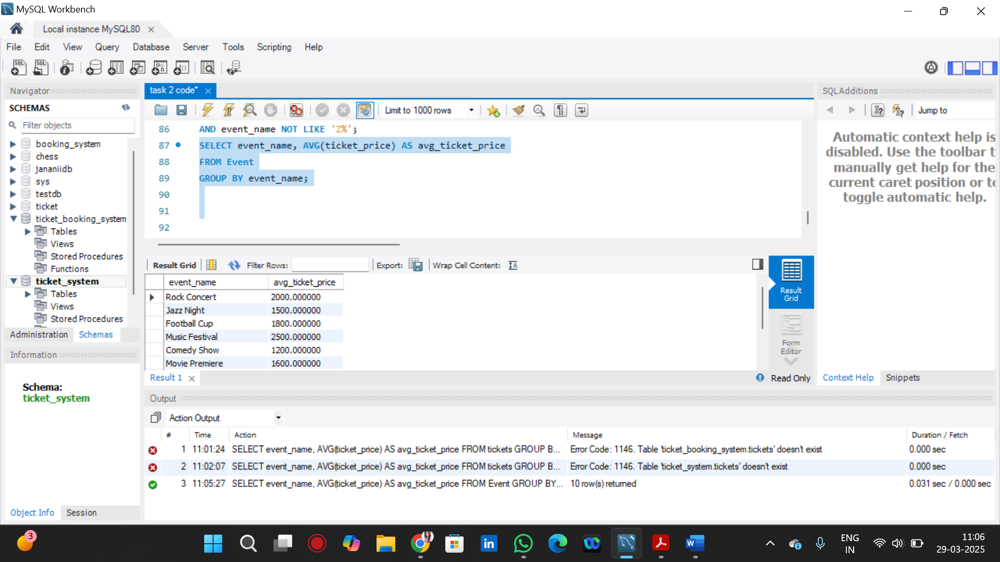 MySQL Workbench
Local instance MySQL80
File Edit View Query Database Server Tools Scripting Help
Navigator
SCHEMAS
Filter objects
booking_system
chess
jananiidb
sys
testdb
ticket
ticket_booking_system
Tables
Views
Stored Procedures
Functions
ticket_system
Tables
Views
Stored Procedures
Administration Schemas
Information
Schema:
ticket_system
Object Info Session
task 2 code*
Limit to 1000 rows
86 AND event_name NOT LIKE 'Z%';
87 SELECT event_name, AVG(ticket_price) AS avg_ticket_price
88 FROM Event
89 GROUP BY event_name;
90
91
92
Result Grid Filter Rows: Export: Wrap Cell Content:
event_name avg_ticket_price
Rock Concert 2000.000000
Jazz Night 1500.000000
Football Cup 1800.000000
Music Festival 2500.000000
Comedy Show 1200.000000
Movie Premiere 1600.000000
Result Grid
Form Editor
Result 1 Read Only
SQLAdditions
Jump to
Automatic context help is
disabled. Use the toolbar t
manually get help for the
current caret position or to
toggle automatic help.
Context Help Snippets
Output
Action Output
# Time Action Message Duration / Fetch
1 11:01:24 SELECT event_name, AVG(ticket_price) AS avg_ticket_price FROM tickets GROUP B... Error Code: 1146. Table 'ticket_booking_system.tickets' doesn't exist 0.000 sec
2 11:02:07 SELECT event_name, AVG(ticket_price) AS avg_ticket_price FROM tickets GROUP B... Error Code: 1146. Table 'ticket_system.tickets' doesn't exist 0.000 sec
3 11:05:27 SELECT event_name, AVG(ticket_price) AS avg_ticket_price FROM Event GROUP BY... 10 row(s) returned 0.031 sec / 0.000 sec
3
ENG
IN
11:06
29-03-2025